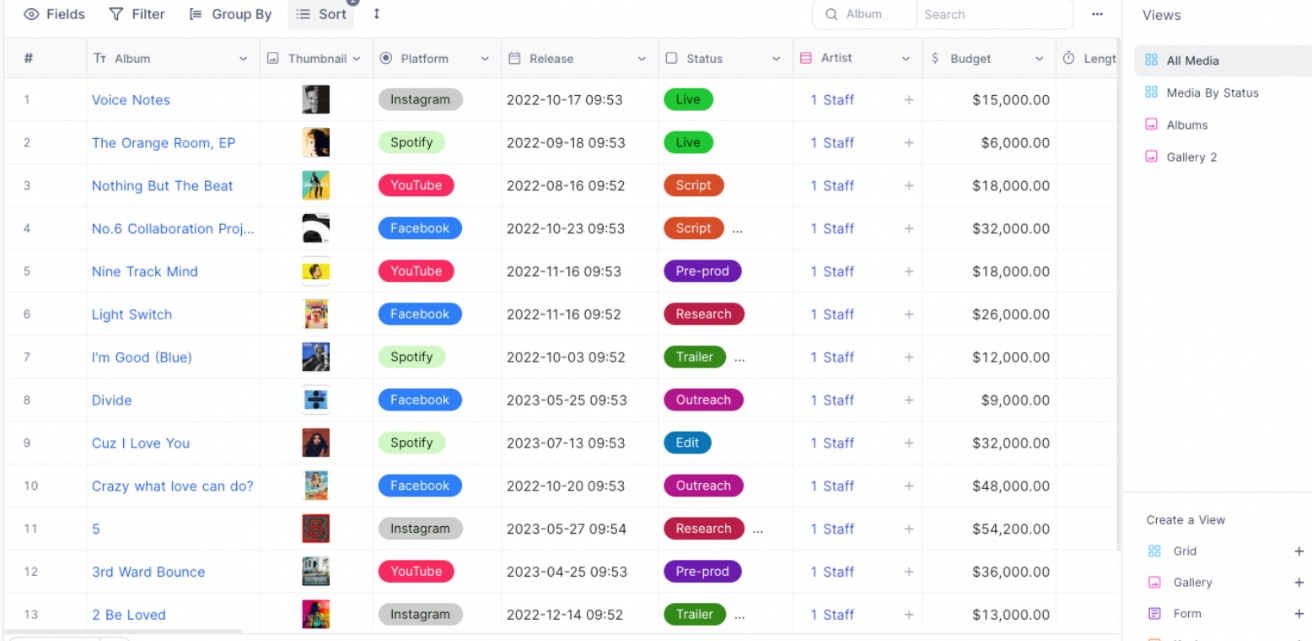 Fields Filter Group By Sort Album Search ... Views
# Album Thumbnail Platform Release Status Artist Budget Lengt
All Media
1 Voice Notes Instagram 2022-10-17 09:53 Live 1 Staff + $15,000.00
Media By Status
Albums
2 The Orange Room, EP Spotify 2022-09-18 09:53 Live 1 Staff + $6,000.00
Gallery 2
3 Nothing But The Beat YouTube 2022-08-16 09:52 Script 1 Staff + $18,000.00
4 No.6 Collaboration Proj... Facebook 2022-10-23 09:53 Script ... 1 Staff + $32,000.00
5 Nine Track Mind YouTube 2022-11-16 09:53 Pre-prod 1 Staff + $18,000.00
6 Light Switch Facebook 2022-11-16 09:52 Research 1 Staff + $26,000.00
7 I'm Good (Blue) Spotify 2022-10-03 09:52 Trailer ... 1 Staff + $12,000.00
8 Divide Facebook 2023-05-25 09:53 Outreach 1 Staff + $9,000.00
9 Cuz I Love You Spotify 2023-07-13 09:53 Edit 1 Staff + $32,000.00
10 Crazy what love can do? Facebook 2022-10-20 09:53 Outreach 1 Staff + $48,000.00
11 5 Instagram 2023-05-27 09:54 Research ... 1 Staff + $54,200.00
12 3rd Ward Bounce YouTube 2023-04-25 09:53 Pre-prod 1 Staff + $36,000.00
13 2 Be Loved Instagram 2022-12-14 09:52 Trailer ... 1 Staff + $13,000.00
Create a View
Grid +
Gallery +
Form +